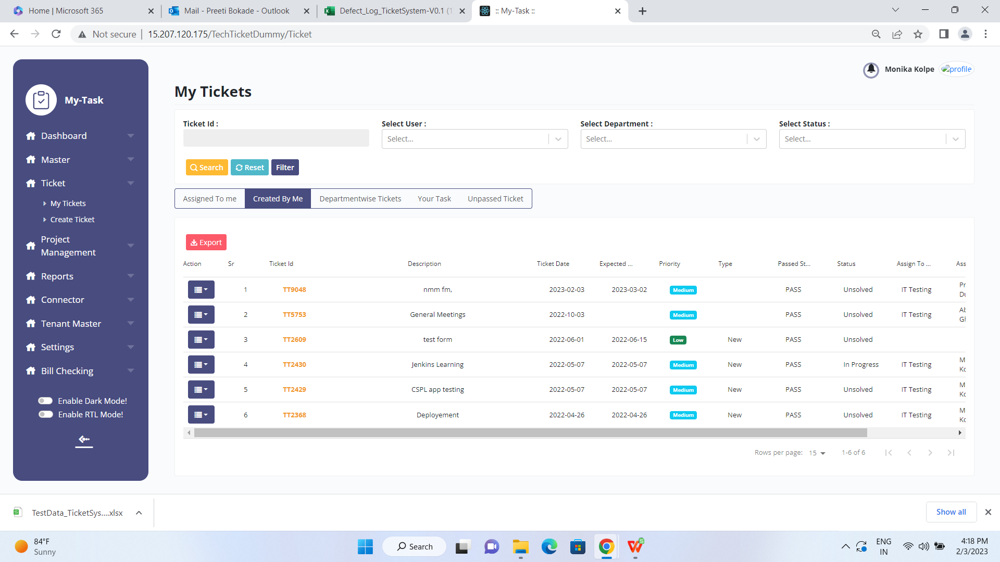 Home | Microsoft 365
Mail - Preeti Bokade - Outlook
Defect_Log_TicketSystem-V0.1 (1
:: My-Task ::
Not secure
15.207.120.175/TechTicketDummy/Ticket
Monika Kolpe
profile
My-Task
Dashboard
Master
Ticket
My Tickets
Create Ticket
Project
Management
Reports
Connector
Tenant Master
Settings
Bill Checking
Enable Dark Mode!
Enable RTL Mode!
My Tickets
Ticket Id :
Select User :
Select Department :
Select Status :
Select...
Select...
Select...
Search
Reset
Filter
Assigned To me
Created By Me
Departmentwise Tickets
Your Task
Unpassed Ticket
Export
Action Sr Ticket Id Description Ticket Date Expected ... Priority Type Passed St... Status Assign To ... Ass
1 TT9048 nmm fm, 2023-02-03 2023-03-02 Medium PASS Unsolved IT Testing Pr
Du
2 TT5753 General Meetings 2022-10-03 Medium PASS Unsolved IT Testing Ab
Gh
3 TT2609 test form 2022-06-01 2022-06-15 Low New PASS Unsolved
4 TT2430 Jenkins Learning 2022-05-07 2022-05-07 Medium New PASS In Progress IT Testing M
Ko
5 TT2429 CSPL app testing 2022-05-07 2022-05-07 Medium New PASS Unsolved IT Testing M
Ko
6 TT2368 Deployement 2022-04-26 2022-04-26 Medium New PASS Unsolved IT Testing M
Ko
Rows per page: 15 1-6 of 6
TestData_TicketSys....xlsx
Show all
84°F
Sunny
Search
ENG
IN
4:18 PM
2/3/2023